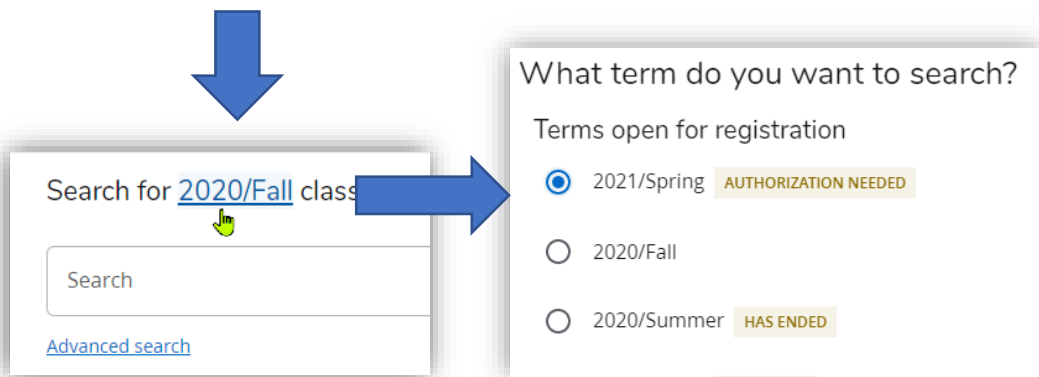 Search for 2020/Fall class
Search
Advanced search
What term do you want to search?
Terms open for registration
2021/Spring AUTHORIZATION NEEDED
2020/Fall
2020/Summer HAS ENDED